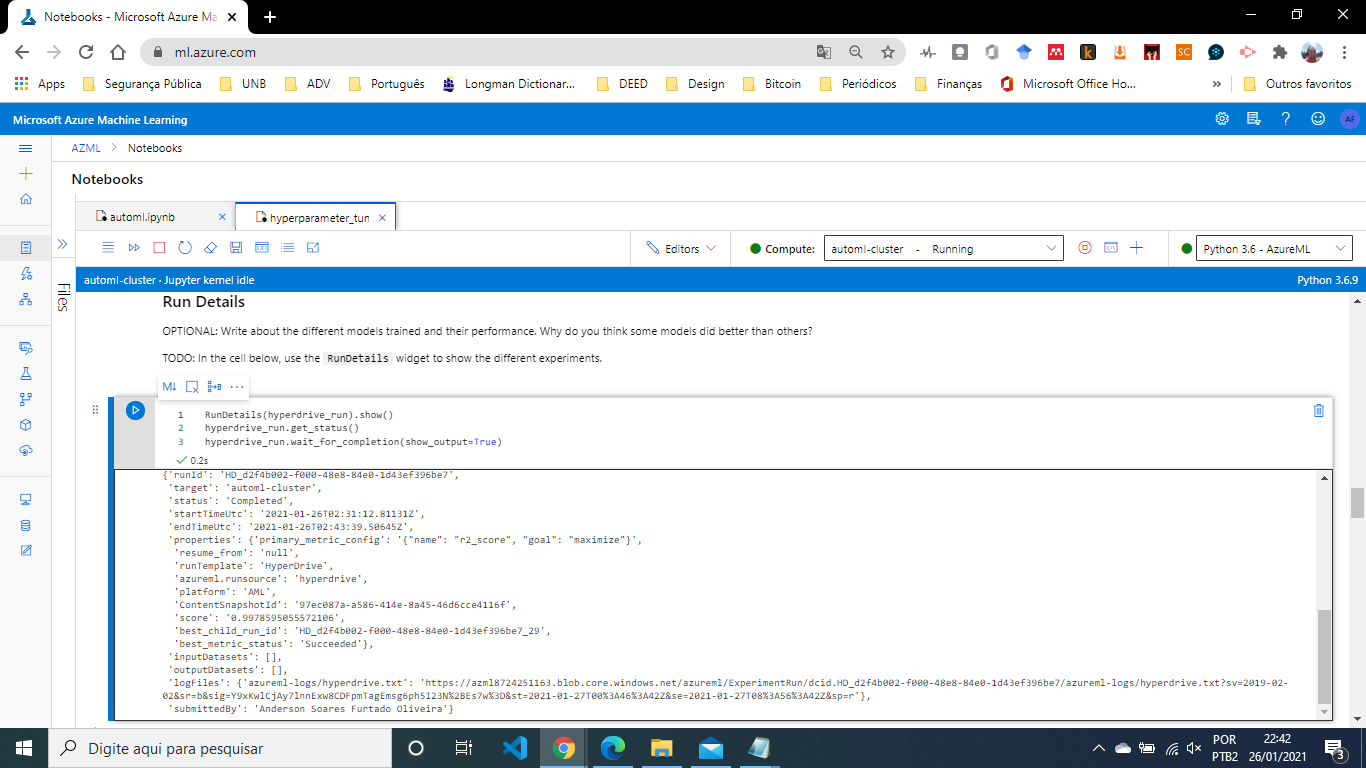 Notebooks - Microsoft Azure Ma
ml.azure.com
Apps
Segurança Pública
UNB
ADV
Português
Longman Dictionar...
DEED
Design
Bitcoin
Periódicos
Finanças
Microsoft Office Ho...
»
Outros favoritos
Microsoft Azure Machine Learning
AF
AZML > Notebooks
Notebooks
automl.ipynb
hyperparameter_tun
Editors
Compute:
automl-cluster - Running
Python 3.6 - AzureML
automl-cluster · Jupyter kernel idle
Python 3.6.9
Files
Run Details
OPTIONAL: Write about the different models trained and their performance. Why do you think some models did better than others?
TODO: In the cell below, use the RunDetails widget to show the different experiments.
M↓
1 RunDetails(hyperdrive_run).show()
2 hyperdrive_run.get_status()
3 hyperdrive_run.wait_for_completion(show_output=True)
0.2s
{'runId': 'HD_d2f4b002-f000-48e8-84e0-1d43ef396be7',
'target': 'automl-cluster',
'status': 'Completed',
'startTimeUtc': '2021-01-26T02:31:12.81131Z',
'endTimeUtc': '2021-01-26T02:43:39.50645Z',
'properties': {'primary_metric_config': '{"name": "r2_score", "goal": "maximize"}',
'resume_from': 'null',
'runTemplate': 'HyperDrive',
'azureml.runsource': 'hyperdrive',
'platform': 'AML',
'ContentSnapshotId': '97ec087a-a586-414e-8a45-46d6cce4116f',
'score': '0.9978595055572106',
'best_child_run_id': 'HD_d2f4b002-f000-48e8-84e0-1d43ef396be7_29',
'best_metric_status': 'Succeeded'},
'inputDatasets': [],
'outputDatasets': [],
'logFiles': {'azureml-logs/hyperdrive.txt': 'https://azml8724251163.blob.core.windows.net/azureml/ExperimentRun/dcid.HD_d2f4b002-f000-48e8-84e0-1d43ef396be7/azureml-logs/hyperdrive.txt?sv=2019-02-
02&sr=b&sig=Y9xKwlCjAy7lnnExw8CDFpmTagEmsg6ph5I23N%2BEs7w%3D&st=2021-01-27T00%3A46%3A42Z&se=2021-01-27T08%3A56%3A42Z&sp=r'},
'submittedBy': 'Anderson Soares Furtado Oliveira'}
Digite aqui para pesquisar
POR
PTB2
22:42
26/01/2021
3